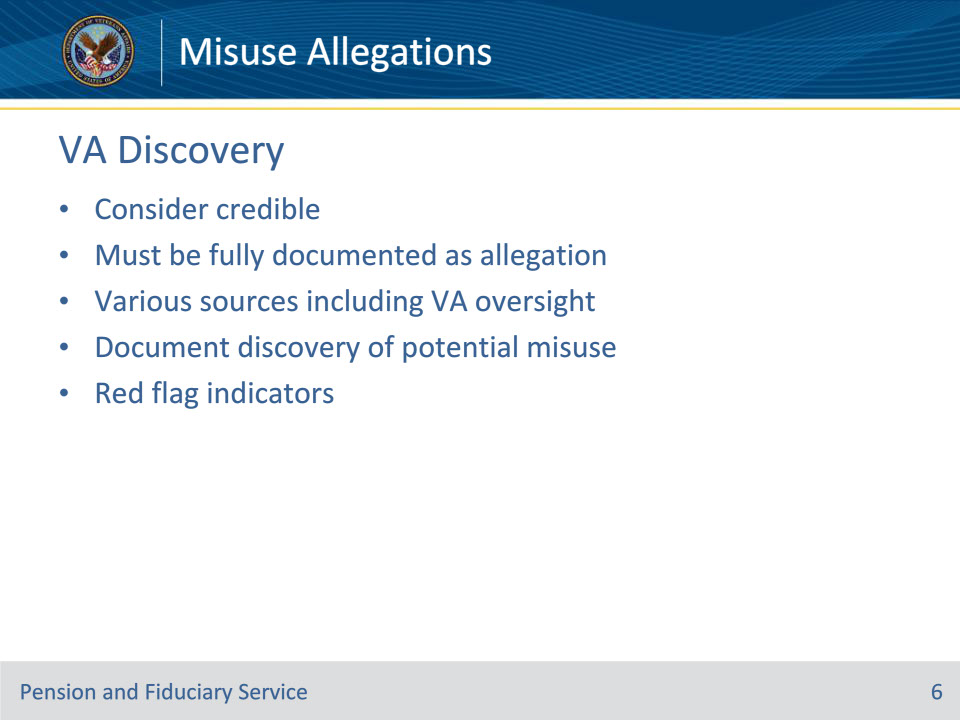 Misuse Allegations
VA Discovery
• Consider credible
• Must be fully documented as allegation
• Various sources including VA oversight
• Document discovery of potential misuse
• Red flag indicators
Pension and Fiduciary Service
6